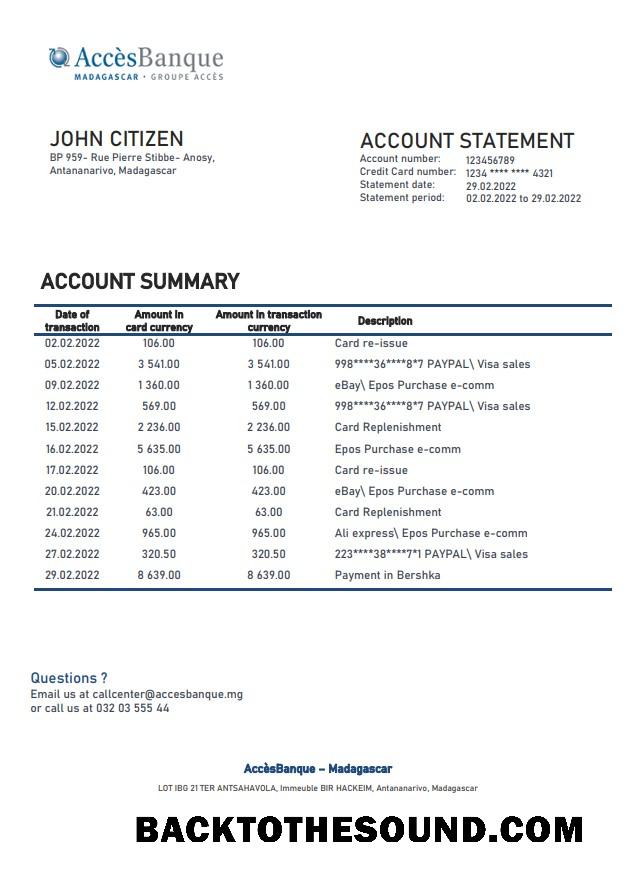 AccèsBanque
MADAGASCAR · GROUPE ACCÈS
JOHN CITIZEN
BP 959- Rue Pierre Stibbe- Anosy,
Antananarivo, Madagascar
ACCOUNT STATEMENT
Account number: 123456789
Credit Card number: 1234 **** **** 4321
Statement date: 29.02.2022
Statement period: 02.02.2022 to 29.02.2022
ACCOUNT SUMMARY
Date of transaction Amount in card currency Amount in transaction currency Description
02.02.2022 106.00 106.00 Card re-issue
05.02.2022 3 541.00 3 541.00 998****36****8*7 PAYPAL\ Visa sales
09.02.2022 1 360.00 1 360.00 eBay\ Epos Purchase e-comm
12.02.2022 569.00 569.00 998****36****8*7 PAYPAL\ Visa sales
15.02.2022 2 236.00 2 236.00 Card Replenishment
16.02.2022 5 635.00 5 635.00 Epos Purchase e-comm
17.02.2022 106.00 106.00 Card re-issue
20.02.2022 423.00 423.00 eBay\ Epos Purchase e-comm
21.02.2022 63.00 63.00 Card Replenishment
24.02.2022 965.00 965.00 Ali express\ Epos Purchase e-comm
27.02.2022 320.50 320.50 223****38****7*1 PAYPAL\ Visa sales
29.02.2022 8 639.00 8 639.00 Payment in Bershka
Questions ?
Email us at callcenter@accesbanque.mg
or call us at 032 03 555 44
AccèsBanque – Madagascar
LOT IBG 21 TER ANTSAHAVOLA, Immeuble BIR HACKEIM, Antananarivo, Madagascar
BACKTOTHESOUND.COM